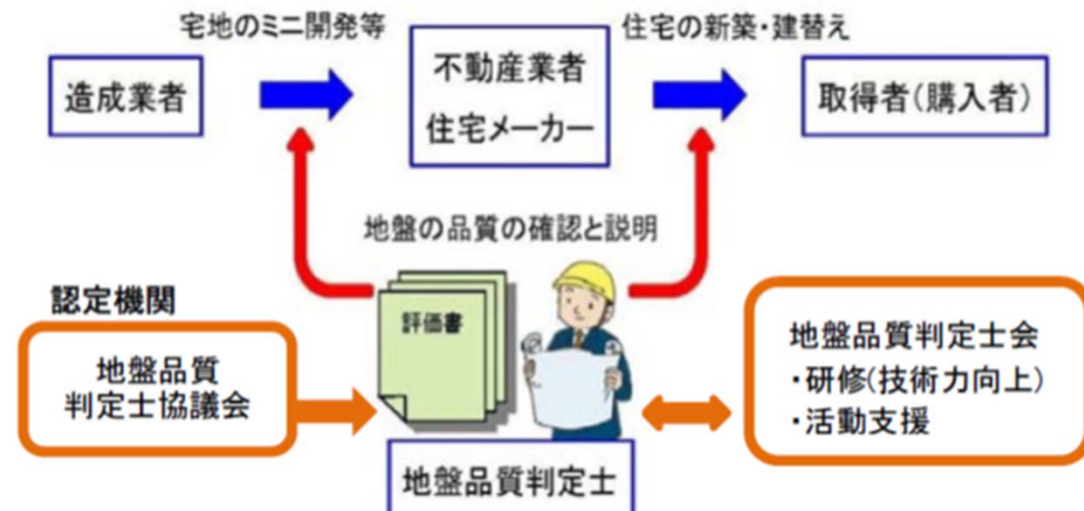 宅地のミニ開発等
住宅の新築・建替え
造成業者
不動産業者
住宅メーカー
取得者(購入者)
地盤の品質の確認と説明
認定機関
地盤品質
判定士協議会
評価書
地盤品質判定士会
・研修(技術力向上)
・活動支援
地盤品質判定士